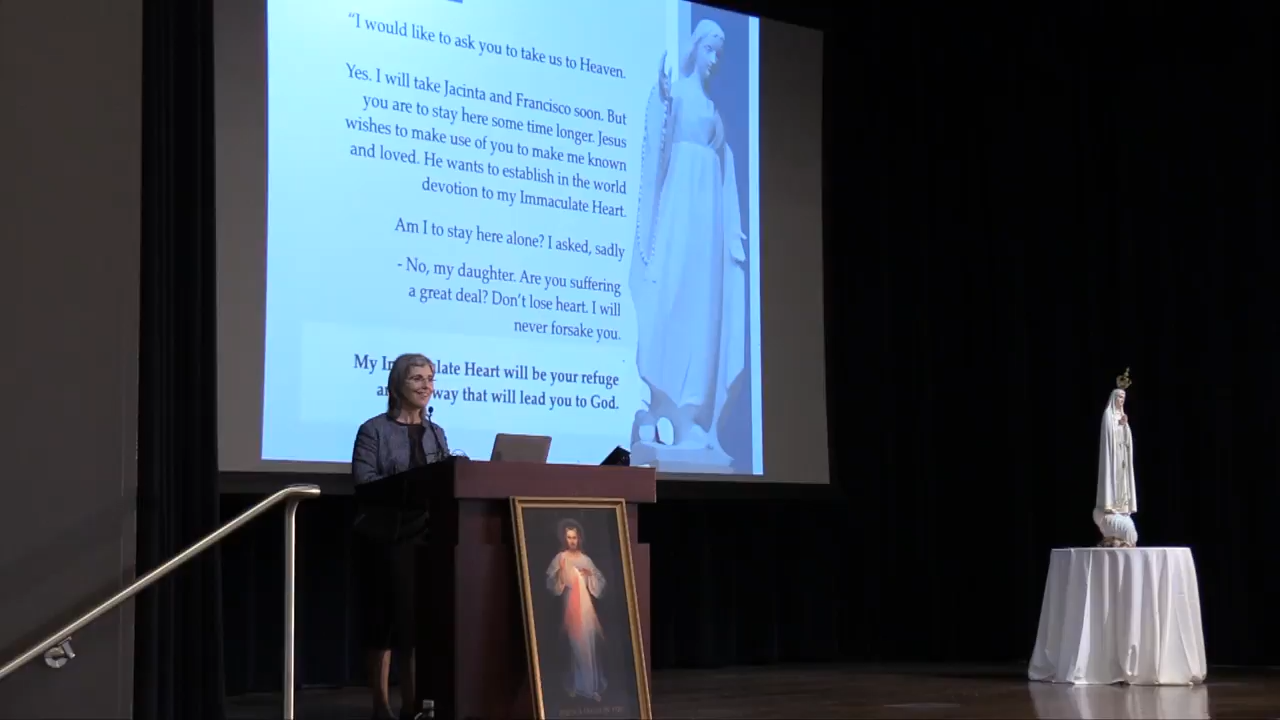 “I would like to ask you to take us to Heaven.
Yes. I will take Jacinta and Francisco soon. But
you are to stay here some time longer. Jesus
wishes to make use of you to make me known
and loved. He wants to establish in the world
devotion to my Immaculate Heart.
Am I to stay here alone? I asked, sadly
- No, my daughter. Are you suffering
a great deal? Don’t lose heart. I will
never forsake you.
My Immaculate Heart will be your refuge
way that will lead you to God.